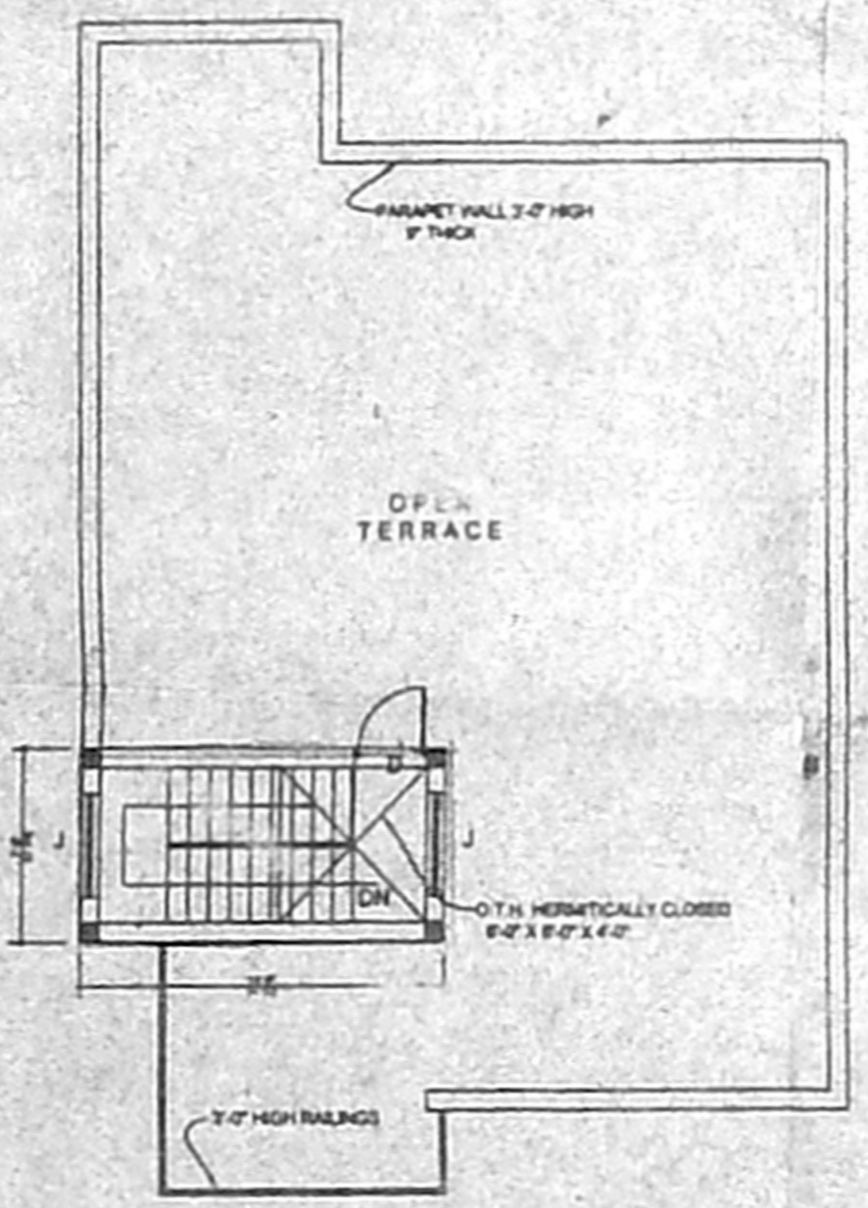 PARAPET WALL 3'-0" HIGH
9" THICK
OPEN
TERRACE
D
J
J
DN
O.T.H. HERMITICALLY CLOSED
3'-0" HIGH RAILINGS